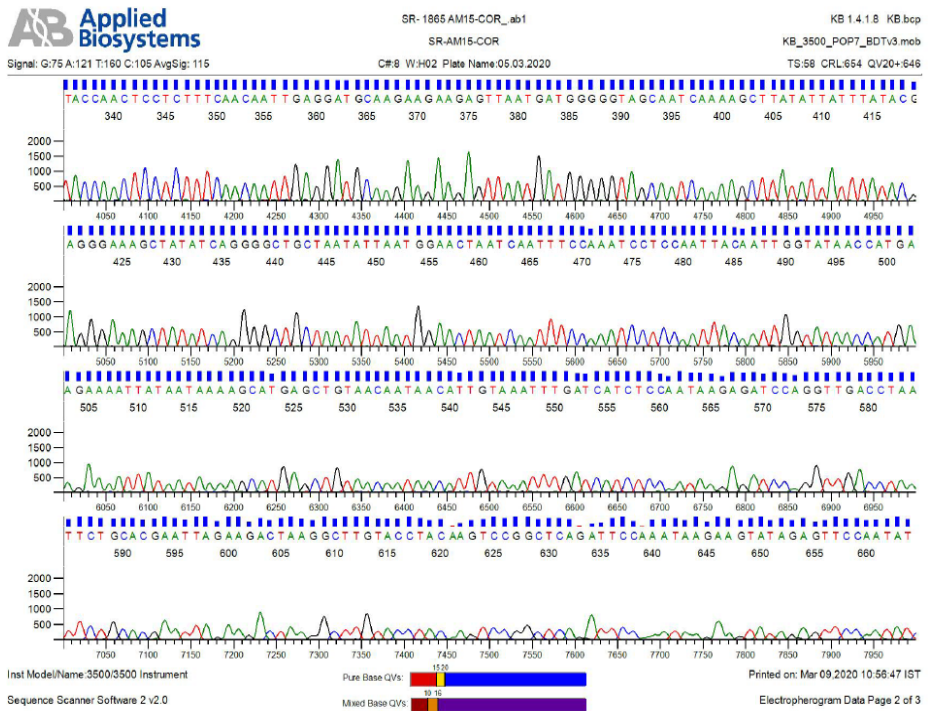 AB Applied
Biosystems
SR- 1865 AM15-COR_.ab1
SR-AM15-COR
KB 1.4.1.8 KB.bcp
KB_3500_POP7_BDTv3.mob
Signal: G:75 A:121 T:160 C:105 AvgSig: 115
C#:8 W:H02 Plate Name:05.03.2020
TS:58 CRL:654 QV20+:646
TACCAACTCCTCTTTCAACAATTGAGGATGCAAGAAGAAGAGTTAATGATGGGGGTAGCAATCAAAAGCTTATATTATTTATACG
340 345 350 355 360 365 370 375 380 385 390 395 400 405 410 415
2000
1500
1000
500
4050 4100 4150 4200 4250 4300 4350 4400 4450 4500 4550 4600 4650 4700 4750 4800 4850 4900 4950
AGGGAAAGCTATATCAGGGGCTGCTAATATTAATGGAACTAATCAATTTCCAAATCCTCCAATTACAATTGGTATAACCATGA
425 430 435 440 445 450 455 460 465 470 475 480 485 490 495 500
2000
1500
1000
500
5050 5100 5150 5200 5250 5300 5350 5400 5450 5500 5550 5600 5650 5700 5750 5800 5850 5900 5950
AGAAAATTATAATAAAAGCATGAGCTGTAACAATAACATTGTAAATTTGATCATCTCCAATAAGAGATCCAGGTTGACCTAA
505 510 515 520 525 530 535 540 545 550 555 560 565 570 575 580
2000
1500
1000
500
6050 6100 6150 6200 6250 6300 6350 6400 6450 6500 6550 6600 6650 6700 6750 6800 6850 6900 6950
TTCTGCACGAATTAGAAGACTAAGGCTTGTACCTACAAGTCCGGCTCAGATTCCAAATAAGAAGTATAGAGTTCCAATAT
590 595 600 605 610 615 620 625 630 635 640 645 650 655 660
2000
1500
1000
500
7050 7100 7150 7200 7250 7300 7350 7400 7450 7500 7550 7600 7650 7700 7750 7800 7850 7900 7950
Inst Model/Name:3500/3500 Instrument
Pure Base QVs:
15 20
Printed on: Mar 09,2020 10:56:47 IST
Sequence Scanner Software 2 v2.0
Mixed Base QVs:
10 16
Electropherogram Data Page 2 of 3